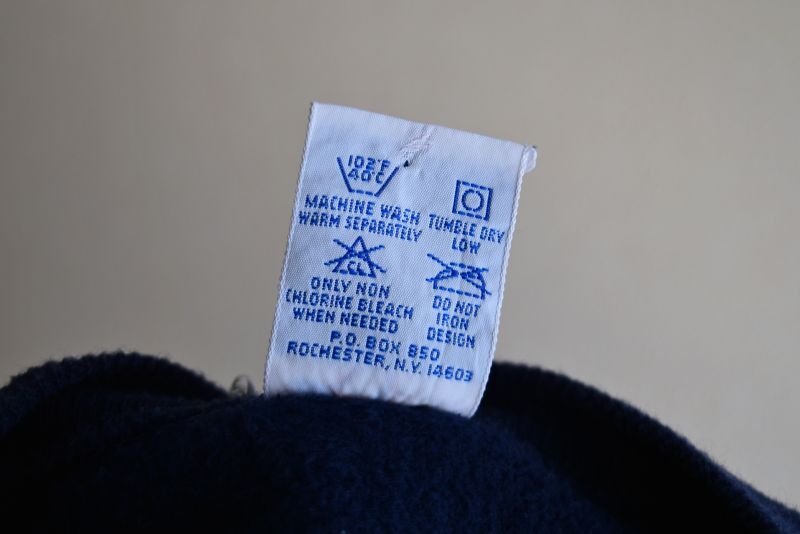 102°F
40°C
MACHINE WASH
WARM SEPARATELY
TUMBLE DRY
LOW
CL
ONLY NON
CHLORINE BLEACH
WHEN NEEDED
DO NOT
IRON
DESIGN
P.O. BOX 850
ROCHESTER, N.Y. 14603